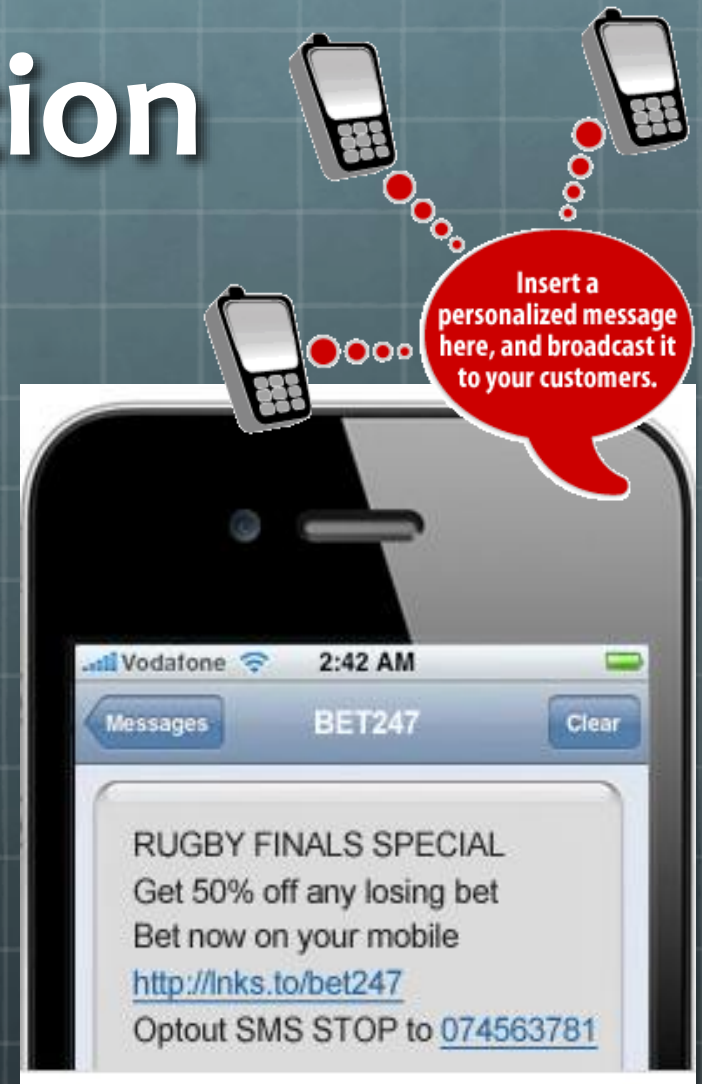 Insert a
personalized message
here, and broadcast it
to your customers.
Vodafone 2:42 AM
Messages BET247 Clear
RUGBY FINALS SPECIAL
Get 50% off any losing bet
Bet now on your mobile
http://lnks.to/bet247
Optout SMS STOP to 074563781